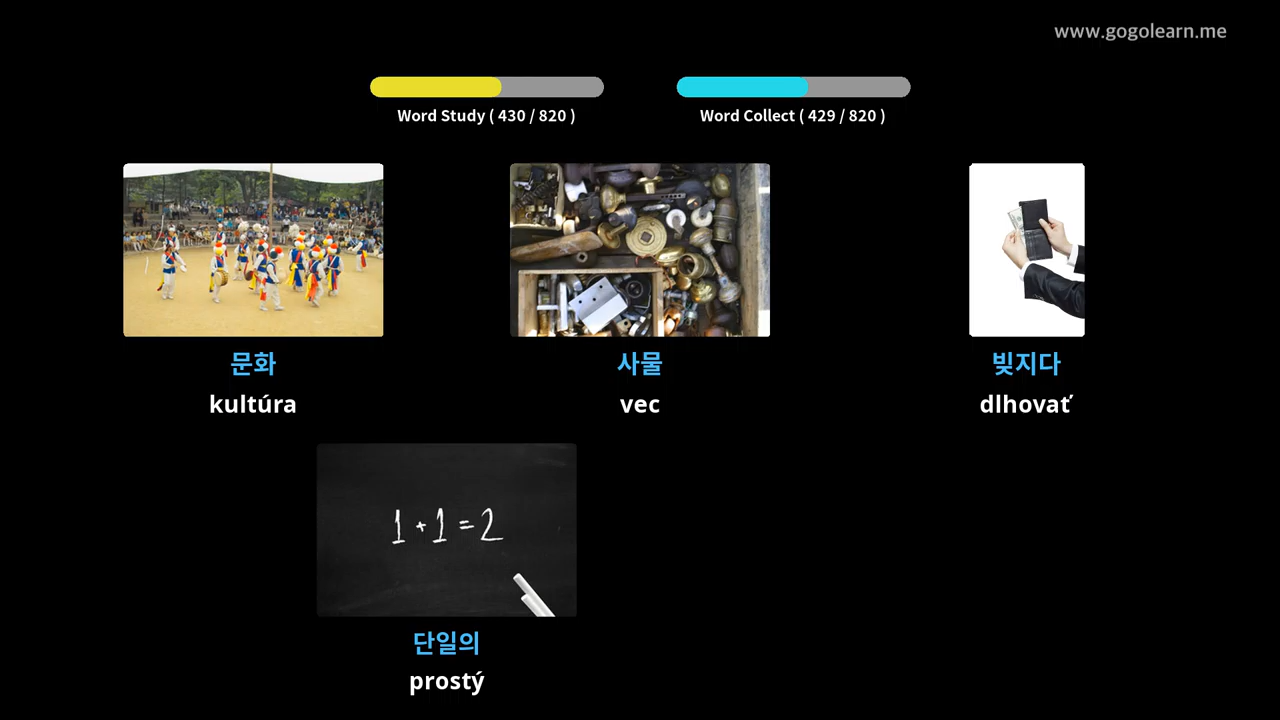 www.gogolearn.me
Word Study ( 430 / 820 )
Word Collect ( 429 / 820 )
문화
kultúra
사물
vec
빚지다
dlhovať
1 + 1 = 2
단일의
prostý